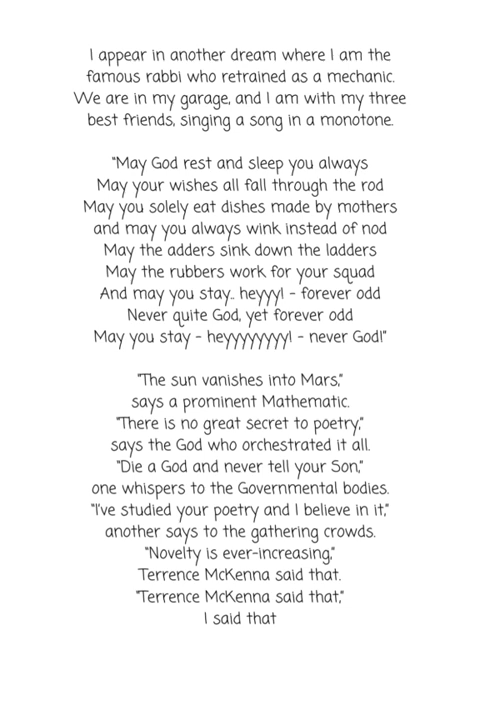 I appear in another dream where I am the
famous rabbi who retrained as a mechanic.
We are in my garage, and I am with my three
best friends, singing a song in a monotone.
"May God rest and sleep you always
May your wishes all fall through the rod
May you solely eat dishes made by mothers
and may you always wink instead of nod
May the adders sink down the ladders
May the rubbers work for your squad
And may you stay.. heyyy! - forever odd
Never quite God, yet forever odd
May you stay - heyyyyyyyy! - never God!"
"The sun vanishes into Mars,"
says a prominent Mathematic.
"There is no great secret to poetry,"
says the God who orchestrated it all.
"Die a God and never tell your Son,"
one whispers to the Governmental bodies.
"I've studied your poetry and I believe in it,"
another says to the gathering crowds.
"Novelty is ever-increasing,"
Terrence McKenna said that.
"Terrence McKenna said that,"
I said that